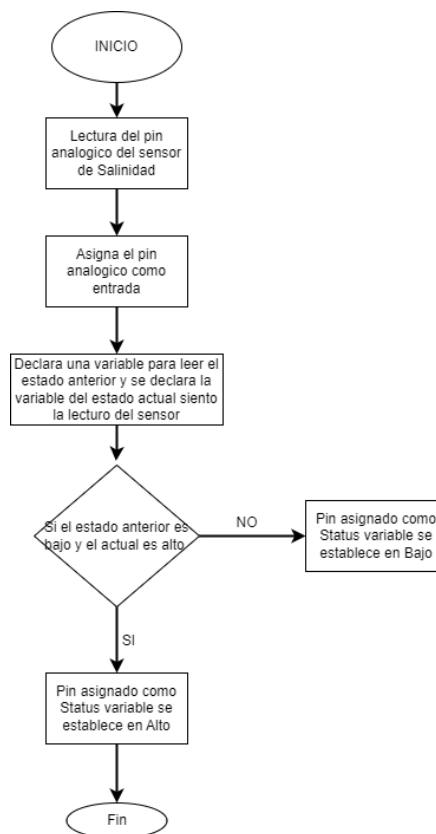 INICIO
Lectura del pin
analogico del sensor
de Salinidad
Asigna el pin
analogico como
entrada
Declara una variable para leer el
estado anterior y se declara la
variable del estado actual siento
la lecturo del sensor
Si el estado anterior es
bajo y el actual es alto
NO
Pin asignado como
Status variable se
establece en Bajo
SI
Pin asignado como
Status variable se
establece en Alto
Fin